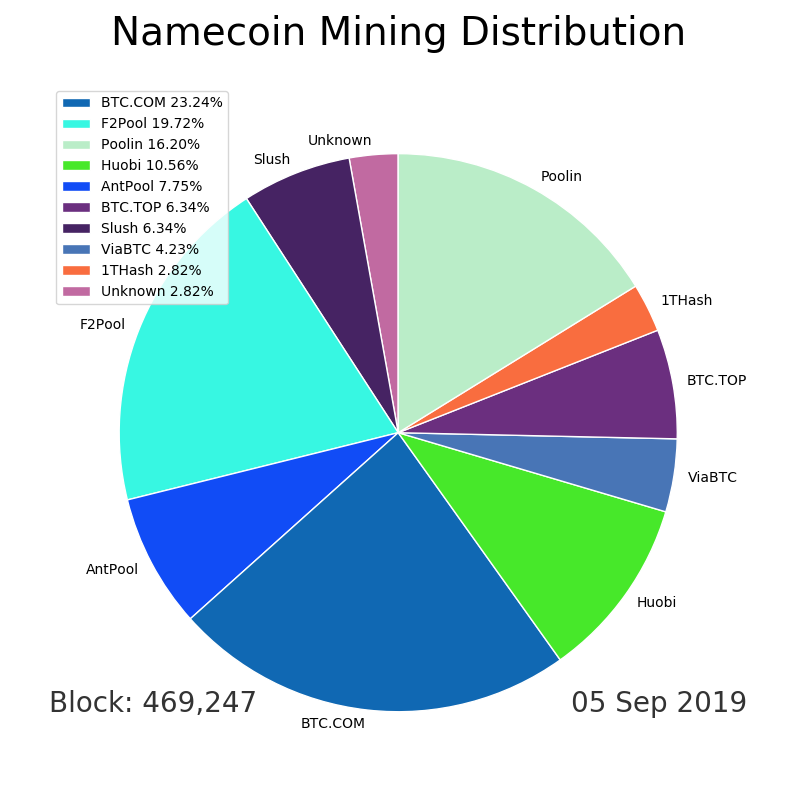 Namecoin Mining Distribution
BTC.COM 23.24%
F2Pool 19.72%
Poolin 16.20%
Huobi 10.56%
AntPool 7.75%
BTC.TOP 6.34%
Slush 6.34%
ViaBTC 4.23%
1THash 2.82%
Unknown 2.82%
Unknown
Slush
Poolin
1THash
F2Pool
BTC.TOP
ViaBTC
AntPool
Huobi
Block: 469,247
05 Sep 2019
BTC.COM